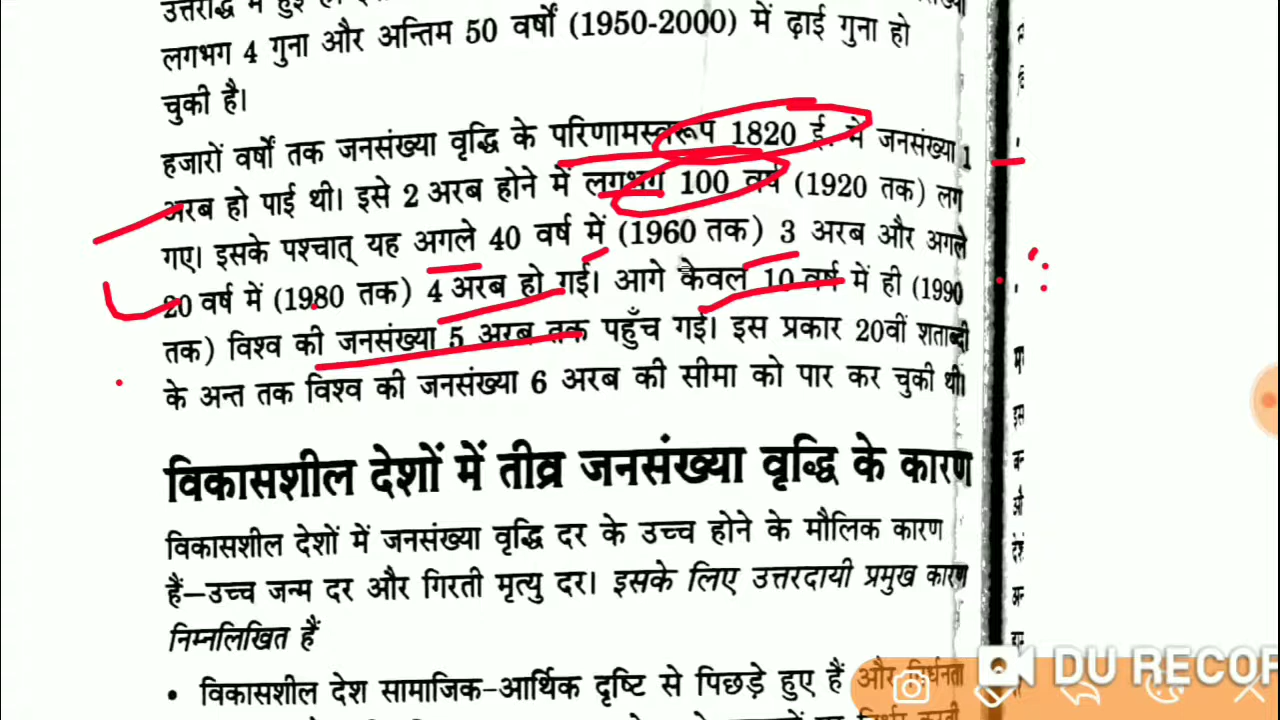 उत्तरार्द्ध में हुई
लगभग 4 गुना और अन्तिम 50 वर्षों (1950-2000) में ढ़ाई गुना हो
चुकी है।
हजारों वर्षों तक जनसंख्या वृद्धि के परिणामस्वरूप 1820 ई. में जनसंख्या 1
अरब हो पाई थी। इसे 2 अरब होने में लगभग 100 वर्ष (1920 तक) लग
गए। इसके पश्चात् यह अगले 40 वर्ष में (1960 तक) 3 अरब और अगले
20 वर्ष में (1980 तक) 4 अरब हो गई। आगे केवल 10 वर्ष में ही (1990
तक) विश्व की जनसंख्या 5 अरब तक पहुँच गई। इस प्रकार 20वीं शताब्दी
के अन्त तक विश्व की जनसंख्या 6 अरब की सीमा को पार कर चुकी थी।
विकासशील देशों में तीव्र जनसंख्या वृद्धि के कारण
विकासशील देशों में जनसंख्या वृद्धि दर के उच्च होने के मौलिक कारण
हैं—उच्च जन्म दर और गिरती मृत्यु दर। इसके लिए उत्तरदायी प्रमुख कारण
निम्नलिखित हैं
• विकासशील देश सामाजिक-आर्थिक दृष्टि से पिछड़े हुए हैं और निर्धनता
DU RECOR